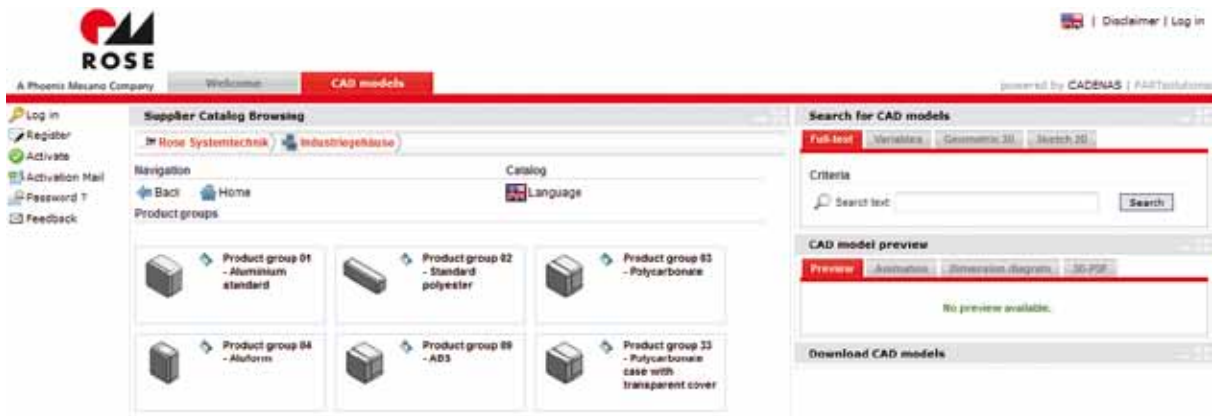 ROSE
A Phoenix Mecano Company
Welcome
CAD models
| Disclaimer | Log in
powered by CADENAS | PARTsolutions
Log in
Register
Activate
Activation Mail
Password ?
Feedback
Supplier Catalog Browsing
Rose Systemtechnik
Industriegehäuse
Navigation
Catalog
Back
Home
Language
Product groups
Product group 01
- Aluminium
standard
Product group 02
- Standard
polyester
Product group 03
- Polycarbonate
Product group 04
- Aluform
Product group 09
- ABS
Product group 33
- Polycarbonate
case with
transparent cover
Search for CAD models
Full-text
Variables
Geometric 3D
Sketch 2D
Criteria
Search text
Search
CAD model preview
Preview
Animation
Dimension diagram
3D-PDF
No preview available.
Download CAD models